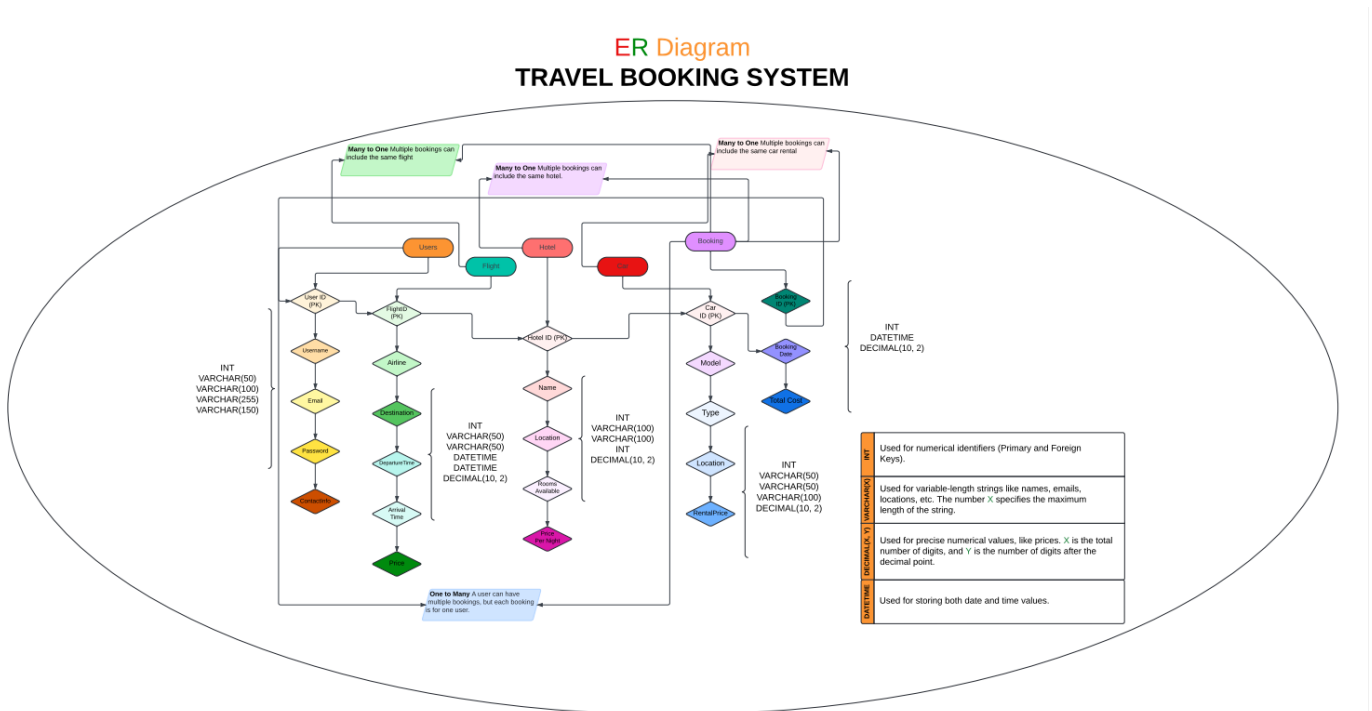 ER Diagram
TRAVEL BOOKING SYSTEM
Many to One Multiple bookings can
include the same flight
Many to One Multiple bookings can
include the same hotel.
Many to One Multiple bookings can
include the same car rental
Users
Flight
Hotel
Car
Booking
User ID
(PK)
Username
Email
Password
ContactInfo
INT
VARCHAR(50)
VARCHAR(100)
VARCHAR(255)
VARCHAR(150)
FlightID
(PK)
Airline
Destination
DepartureTime
Arrival
Time
Price
INT
VARCHAR(50)
VARCHAR(50)
DATETIME
DATETIME
DECIMAL(10, 2)
Hotel ID (PK)
Name
Location
Rooms
Available
Price
Per Night
INT
VARCHAR(100)
VARCHAR(100)
INT
DECIMAL(10, 2)
Car
ID (PK)
Model
Type
Location
RentalPrice
INT
VARCHAR(50)
VARCHAR(50)
VARCHAR(100)
DECIMAL(10, 2)
Booking
ID (PK)
Booking
Date
Total Cost
INT
DATETIME
DECIMAL(10, 2)
One to Many A user can have
multiple bookings, but each booking
is for one user.
INT
Used for numerical identifiers (Primary and Foreign
Keys).
VARCHAR(X)
Used for variable-length strings like names, emails,
locations, etc. The number X specifies the maximum
length of the string.
DECIMAL(X, Y)
Used for precise numerical values, like prices. X is the total
number of digits, and Y is the number of digits after the
decimal point.
DATETIME
Used for storing both date and time values.